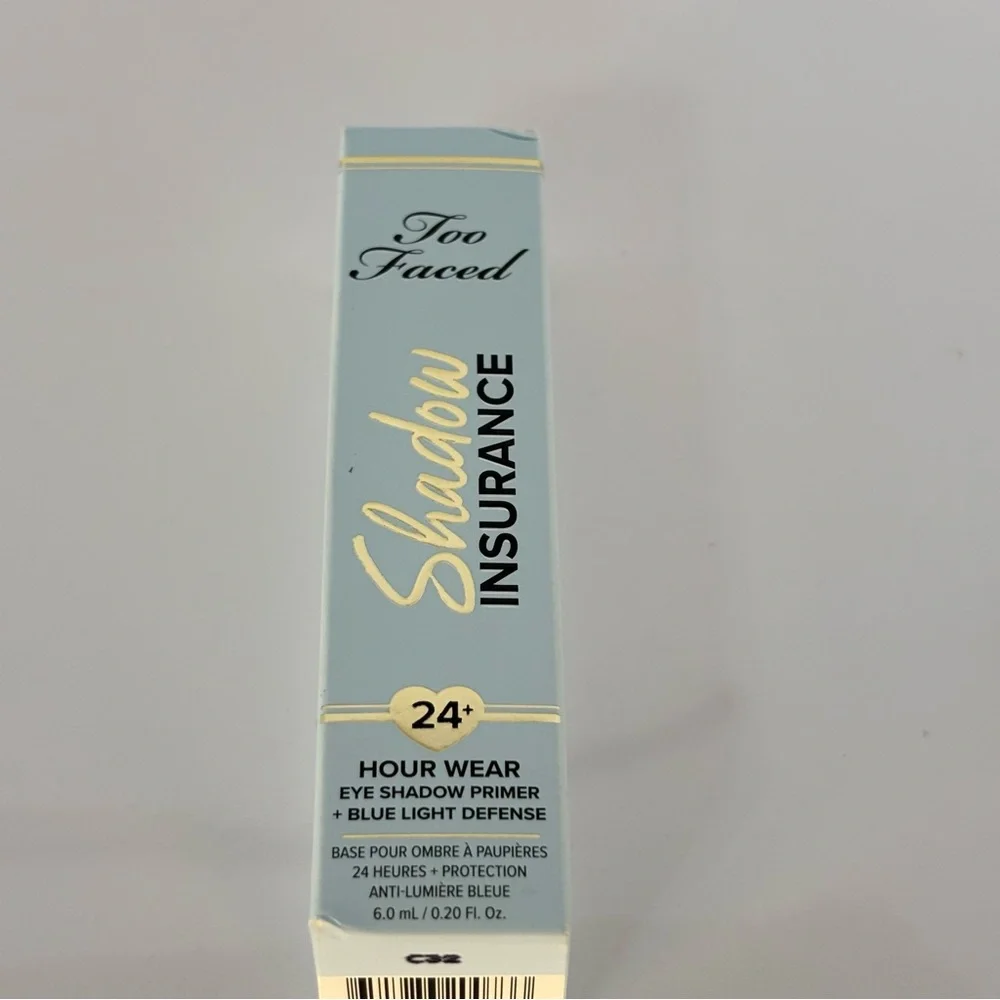 Too
Faced
Shadow
INSURANCE
24+
HOUR WEAR
EYE SHADOW PRIMER
+ BLUE LIGHT DEFENSE
BASE POUR OMBRE À PAUPIÈRES
24 HEURES + PROTECTION
ANTI-LUMIÈRE BLEUE
6.0 mL / 0.20 Fl. Oz.
C32